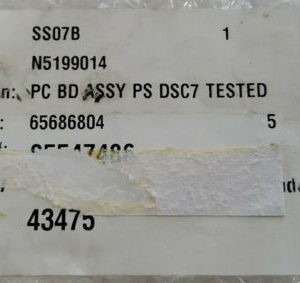 SS07B 1
N5199014
n: PC BD ASSY PS DSC7 TESTED
: 65686804 5
43475